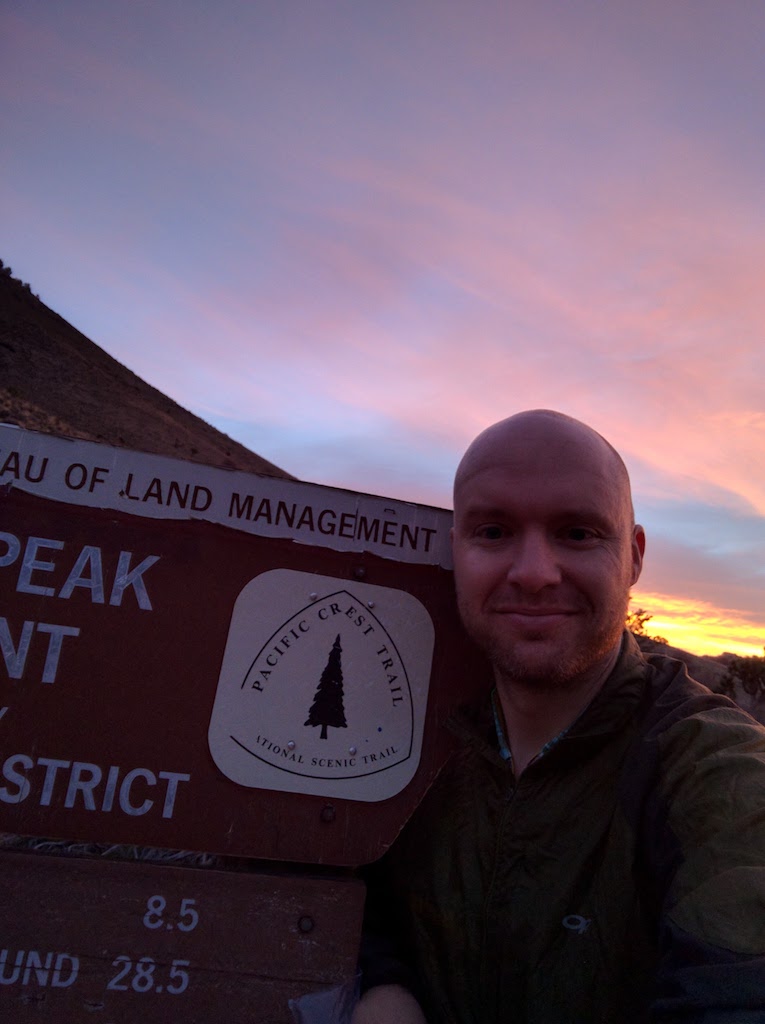 AU OF LAND MANAGEMENT
PEAK
NT
PACIFIC CREST TRAIL
ATIONAL SCENIC TRAIL
STRICT
8.5
UND 28.5